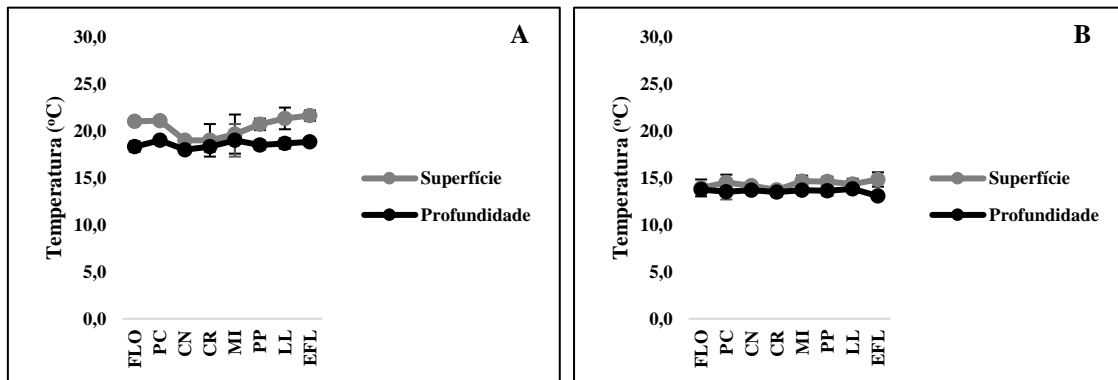 A
Temperatura (ºC)
30,0
25,0
20,0
15,0
10,0
5,0
0,0
FLO
PC
CN
CR
MI
PP
LL
EFL
Superfície
Profundidade
B
Temperatura (ºC)
30,0
25,0
20,0
15,0
10,0
5,0
0,0
FLO
PC
CN
CR
MI
PP
LL
EFL
Superfície
Profundidade